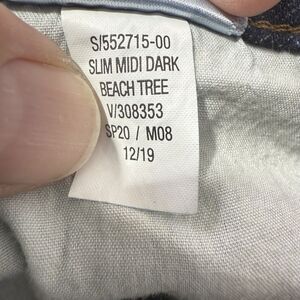 S/552715-00
SLIM MIDI DARK
BEACH TREE
V/308353
SP20 / M08
12/19